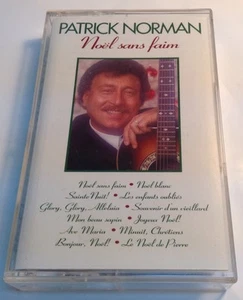 PATRICK NORMAN
Noël sans faim
Noël sans faim • Noël blanc
Sainte Nuit! • Les enfants oubliés
Glory, Glory, Alleluia • Souvenir d'un vieillard
Mon beau sapin • Joyeux Noël!
Ave Maria • Minuit, Chrétiens
Bonjour, Noël! • Le Noël de Pierre